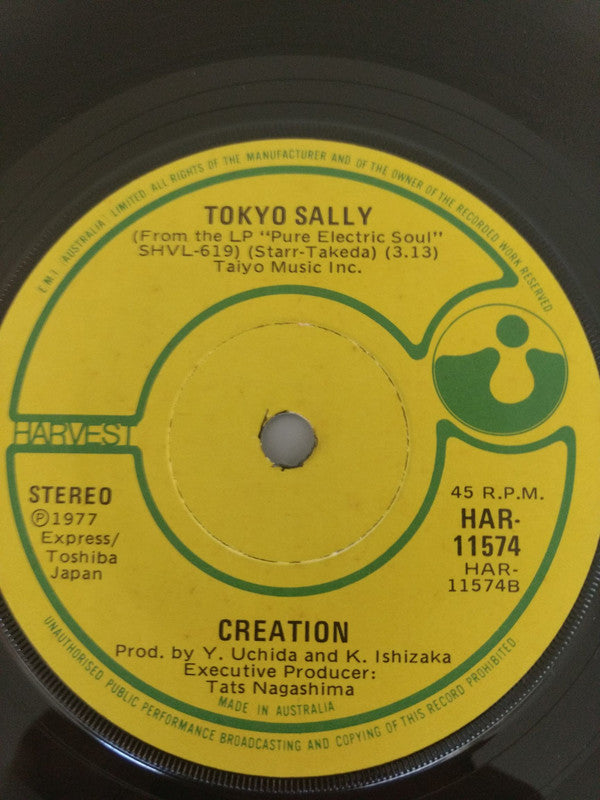 E.M.I. (AUSTRALIA) LIMITED. ALL RIGHTS OF THE MANUFACTURER AND OF THE OWNER OF THE RECORDED WORK RESERVED
TOKYO SALLY
(From the LP "Pure Electric Soul"
SHVL-619) (Starr-Takeda) (3.13)
Taiyo Music Inc.
HARVEST
STEREO
Ⓟ1977
Express/
Toshiba
Japan
45 R.P.M.
HAR-
11574
HAR-
11574B
CREATION
Prod. by Y. Uchida and K. Ishizaka
Executive Producer:
Tats Nagashima
MADE IN AUSTRALIA
UNAUTHORISED PUBLIC PERFORMANCE BROADCASTING AND COPYING OF THIS RECORD PROHIBITED